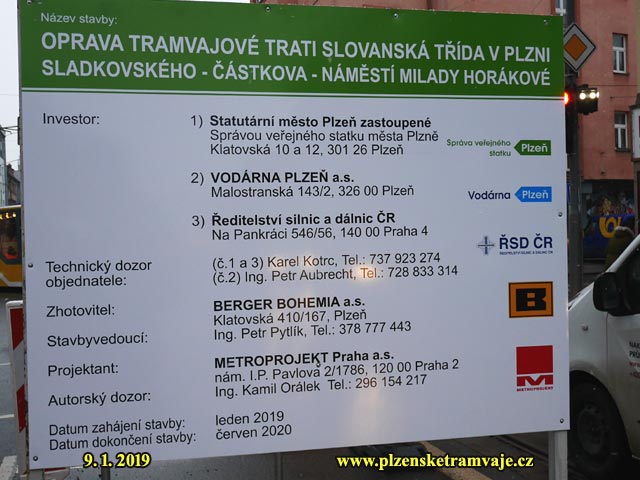 Název stavby:
OPRAVA TRAMVAJOVÉ TRATI SLOVANSKÁ TŘÍDA V PLZNI
SLADKOVSKÉHO - ČÁSTKOVA - NÁMĚSTÍ MILADY HORÁKOVÉ
Investor:
1) Statutární město Plzeň zastoupené
Správou veřejného statku města Plzně
Klatovská 10 a 12, 301 26 Plzeň
Správa veřejného
statku
Plzeň
2) VODÁRNA PLZEŇ a.s.
Malostranská 143/2, 326 00 Plzeň
Vodárna Plzeň
3) Ředitelství silnic a dálnic ČR
Na Pankráci 546/56, 140 00 Praha 4
ŘSD ČR
ŘEDITELSTVÍ SILNIC A DÁLNIC ČR
Technický dozor
objednatele:
(č.1 a 3) Karel Kotrc, Tel.: 737 923 274
(č.2) Ing. Petr Aubrecht, Tel.: 728 833 314
Zhotovitel:
BERGER BOHEMIA a.s.
Klatovská 410/167, Plzeň
B
Stavbyvedoucí:
Ing. Petr Pytlík, Tel.: 378 777 443
Projektant:
METROPROJEKT Praha a.s.
nám. I.P. Pavlova 2/1786, 120 00 Praha 2
Autorský dozor:
Ing. Kamil Orálek Tel.: 296 154 217
M
METROPROJEKT
Datum zahájení stavby: leden 2019
Datum dokončení stavby: červen 2020
9. 1. 2019
www.plzensketramvaje.cz